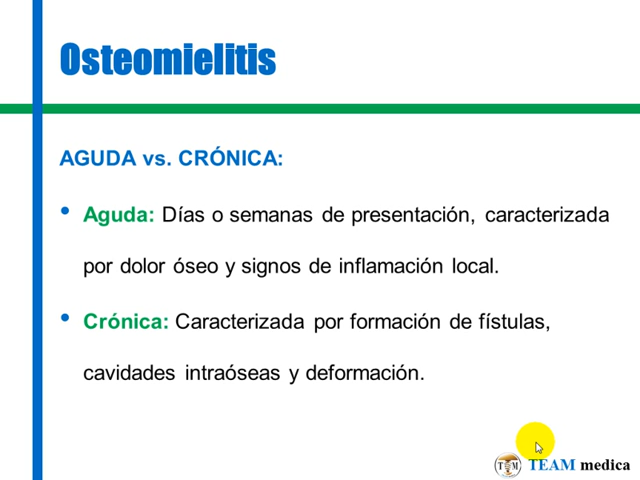 Osteomielitis
AGUDA vs. CRÓNICA:
• Aguda: Días o semanas de presentación, caracterizada
por dolor óseo y signos de inflamación local.
• Crónica: Caracterizada por formación de fístulas,
cavidades intraóseas y deformación.
TM TEAM medica